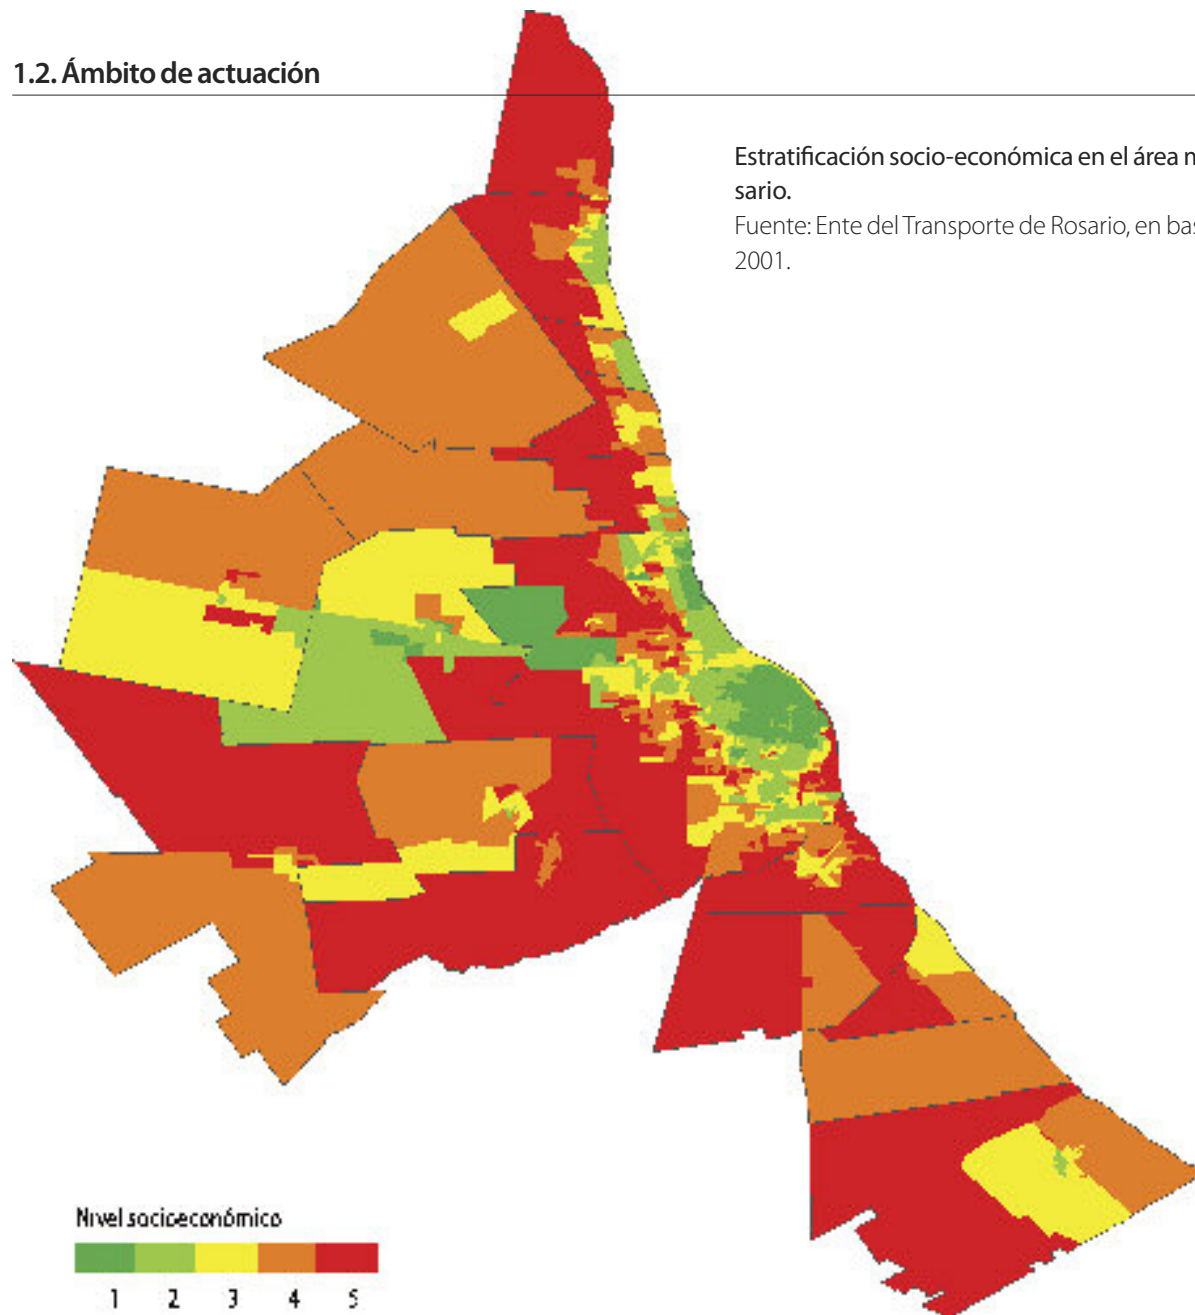 1.2. Ámbito de actuación
Estratificación socio-económica en el área
sario.
Fuente: Ente del Transporte de Rosario, en
2001.
Nivel socioeconómico
1 2 3 4 5